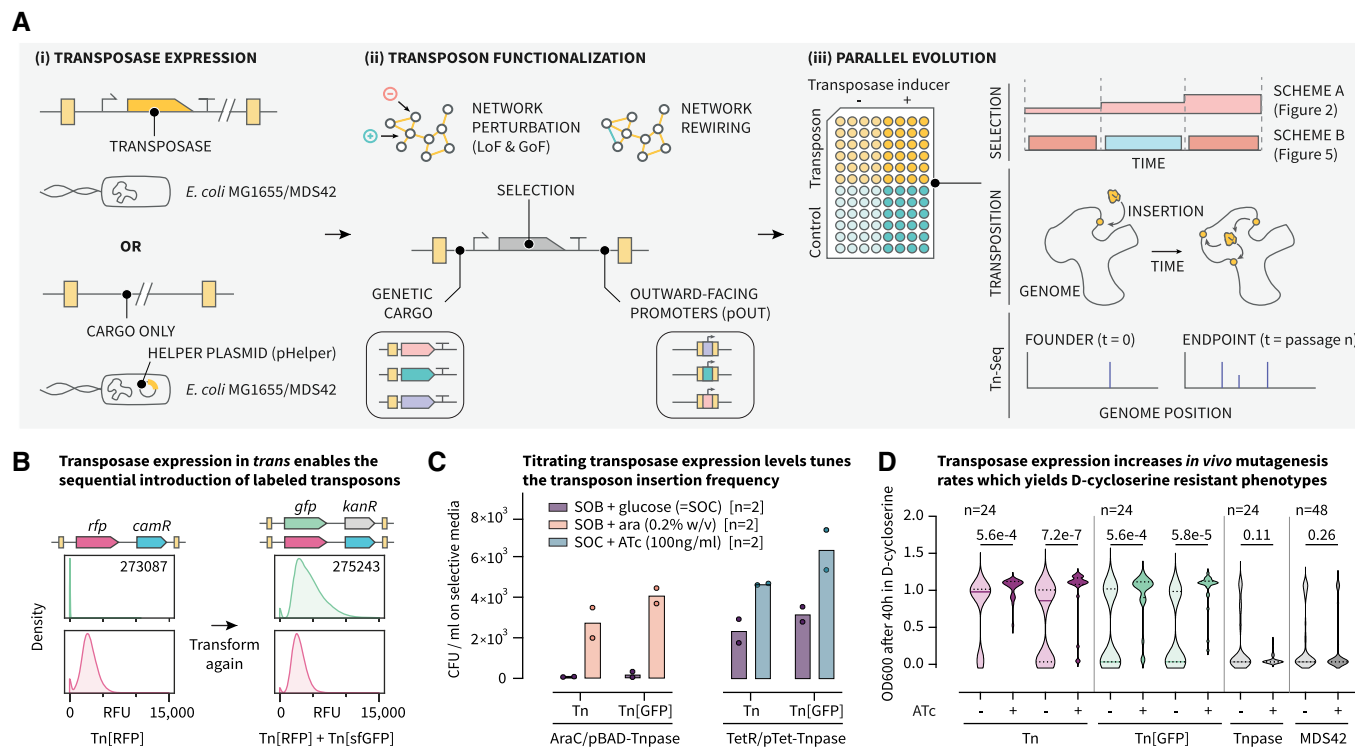 A
(i) TRANSPOSASE EXPRESSION
TRANSPOSASE
E. coli MG1655/MDS42
OR
CARGO ONLY
HELPER PLASMID (pHelper)
E. coli MG1655/MDS42
(ii) TRANSPOSON FUNCTIONALIZATION
NETWORK
PERTURBATION
(LoF & GoF)
NETWORK
REWIRING
SELECTION
GENETIC
CARGO
OUTWARD-FACING
PROMOTERS (pOUT)
(iii) PARALLEL EVOLUTION
Transposase inducer
- +
Transposon
Control
SELECTION
SCHEME A
(Figure 2)
SCHEME B
(Figure 5)
TIME
TRANSPOSITION
INSERTION
TIME
GENOME
Tn-Seq
FOUNDER (t = 0)
ENDPOINT (t = passage n)
GENOME POSITION
B
Transposase expression in trans enables the
sequential introduction of labeled transposons
rfp camR
gfp kanR
273087
275243
Density
Transform
again
0 RFU 15,000
0 RFU 15,000
Tn[RFP]
Tn[RFP] + Tn[sfGFP]
C
Titrating transposase expression levels tunes
the transposon insertion frequency
SOB + glucose (=SOC) [n=2]
SOB + ara (0.2% w/v) [n=2]
SOC + ATc (100ng/ml) [n=2]
CFU / ml on selective media
8×10³
6×10³
4×10³
2×10³
0
Tn Tn[GFP] Tn Tn[GFP]
AraC/pBAD-Tnpase TetR/pTet-Tnpase
D
Transposase expression increases in vivo mutagenesis
rates which yields D-cycloserine resistant phenotypes
OD600 after 40h in D-cycloserine
2.0
1.5
1.0
0.5
0.0
n=24 n=24 n=24 n=48
5.6e-4 7.2e-7 5.6e-4 5.8e-5 0.11 0.26
ATc - + - + - + - + - + - +
Tn Tn[GFP] Tnpase MDS42